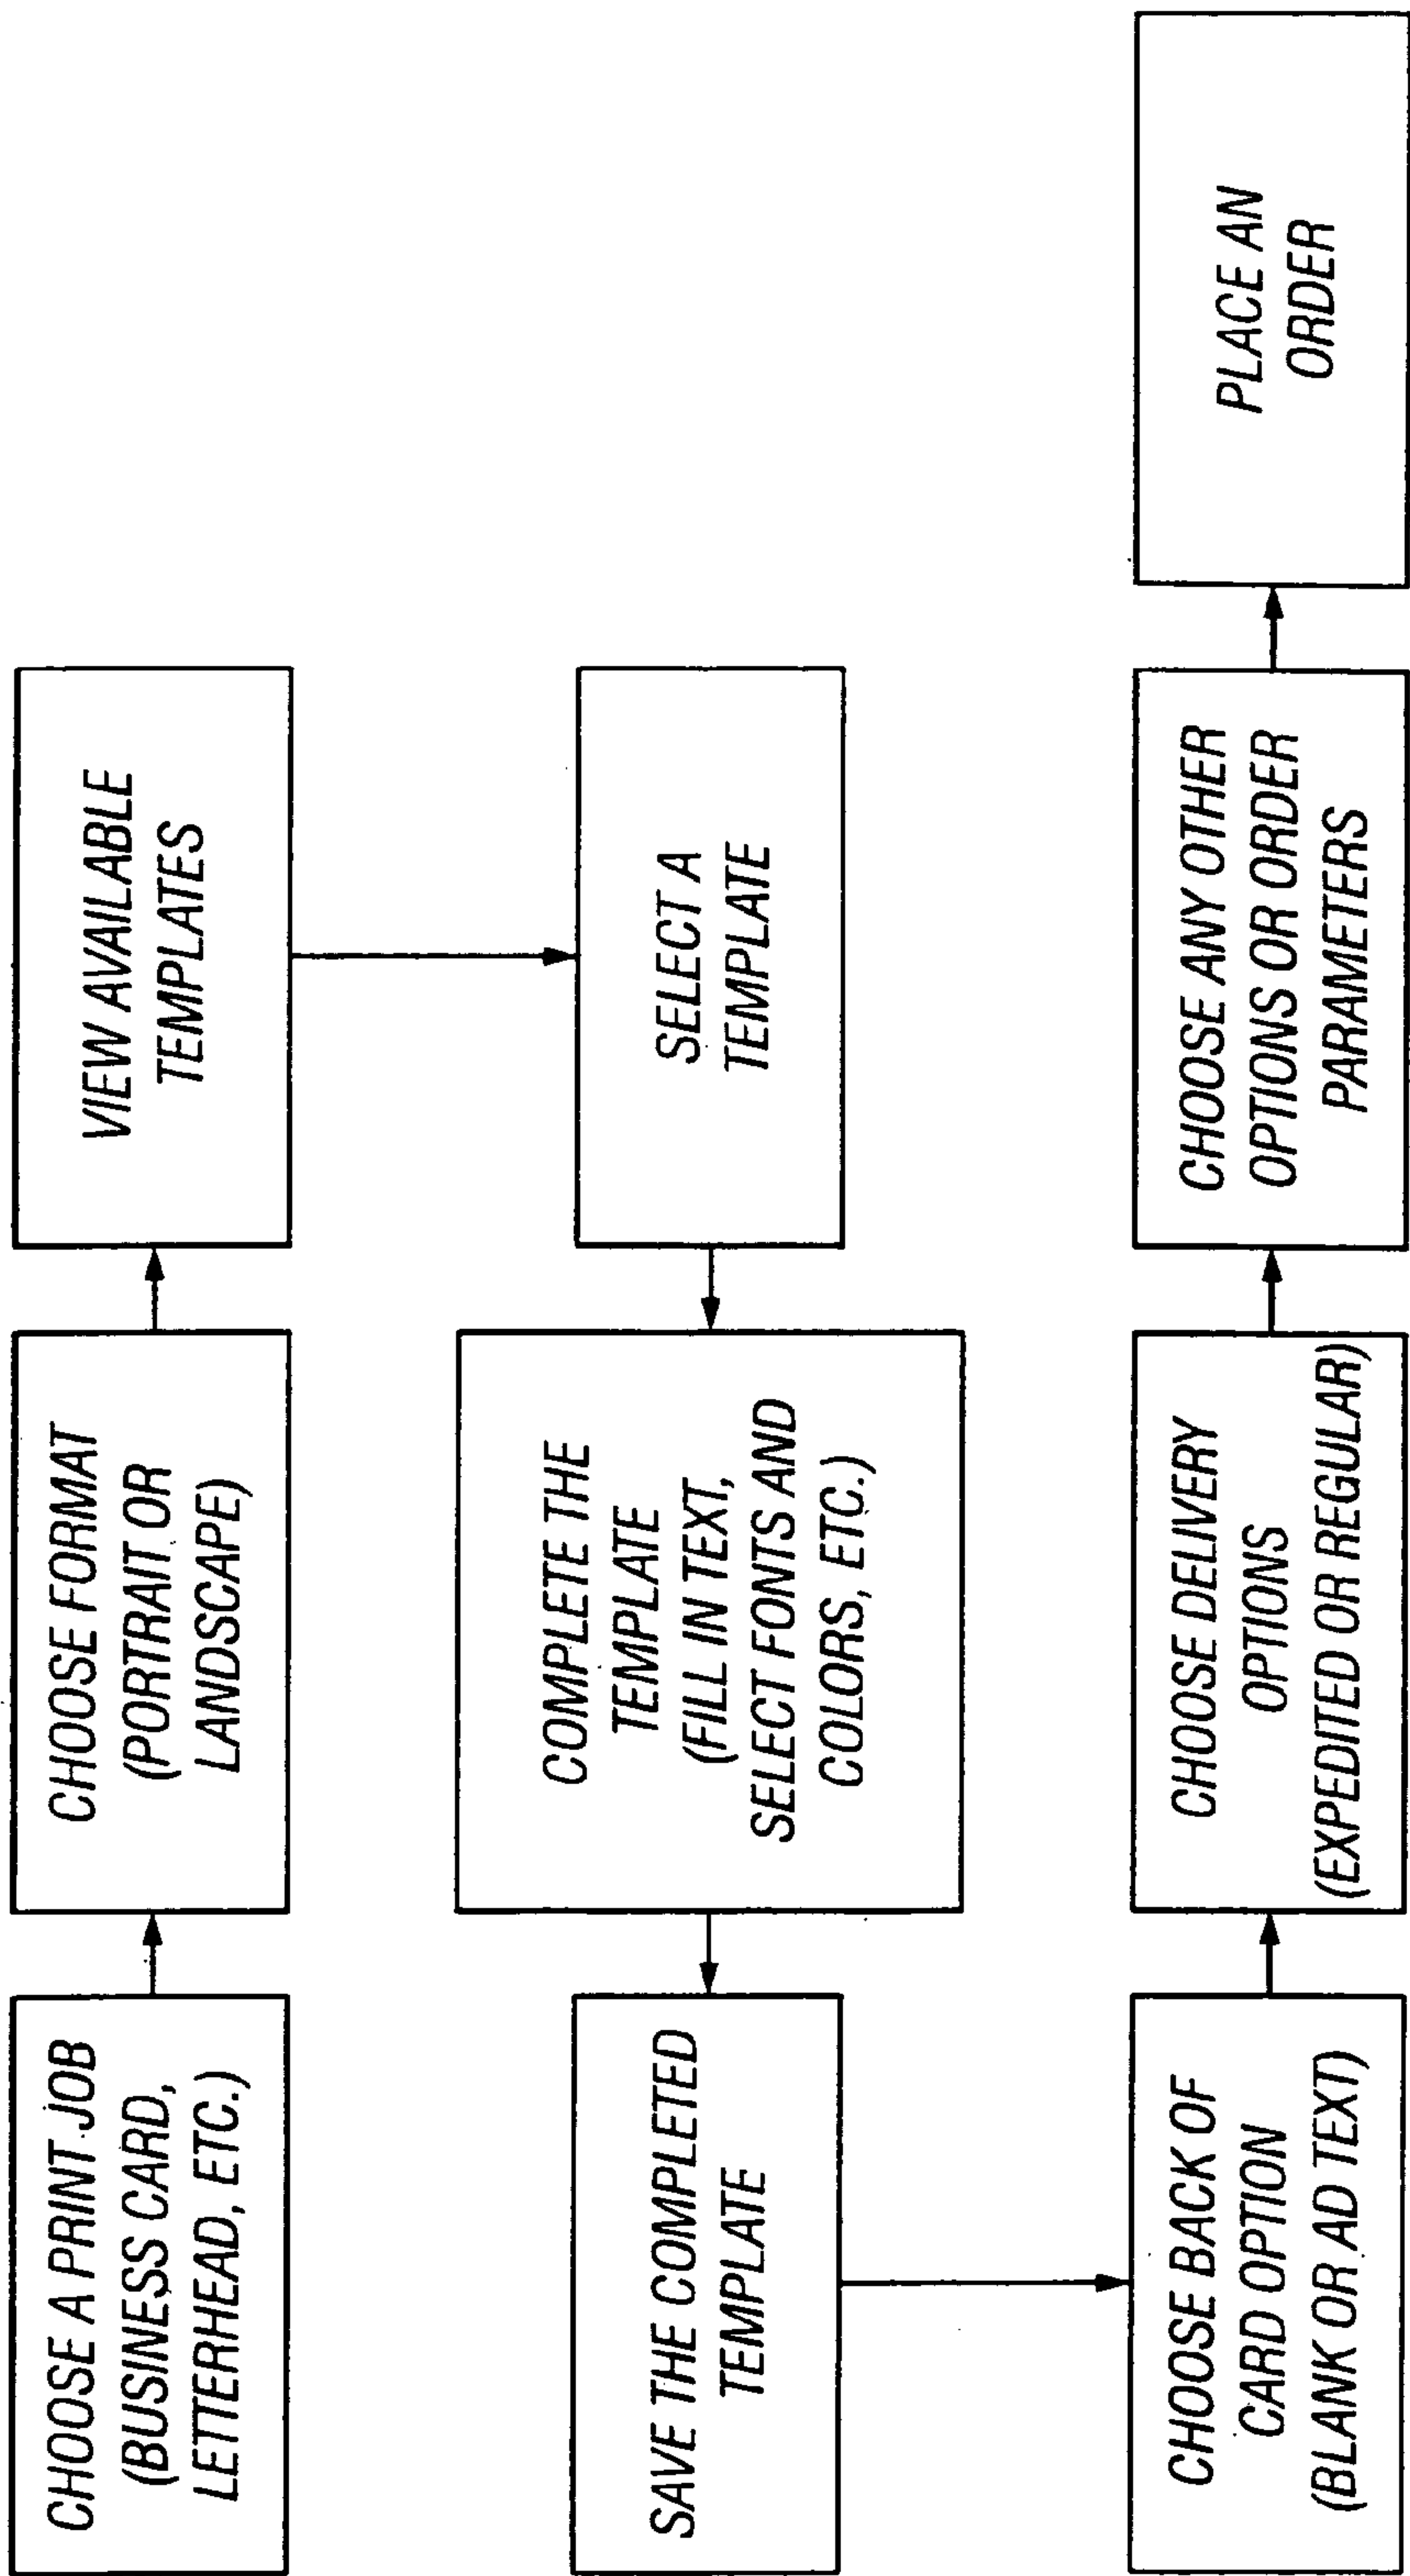 CHOOSE A PRINT JOB
(BUSINESS CARD,
LETTERHEAD, ETC.)
CHOOSE FORMAT
(PORTRAIT OR
LANDSCAPE)
VIEW AVAILABLE
TEMPLATES
SELECT A
TEMPLATE
COMPLETE THE
TEMPLATE
(FILL IN TEXT,
SELECT FONTS AND
COLORS, ETC.)
SAVE THE COMPLETED
TEMPLATE
CHOOSE BACK OF
CARD OPTION
(BLANK OR AD TEXT)
CHOOSE DELIVERY
OPTIONS
(EXPEDITED OR REGULAR)
CHOOSE ANY OTHER
OPTIONS OR ORDER
PARAMETERS
PLACE AN
ORDER